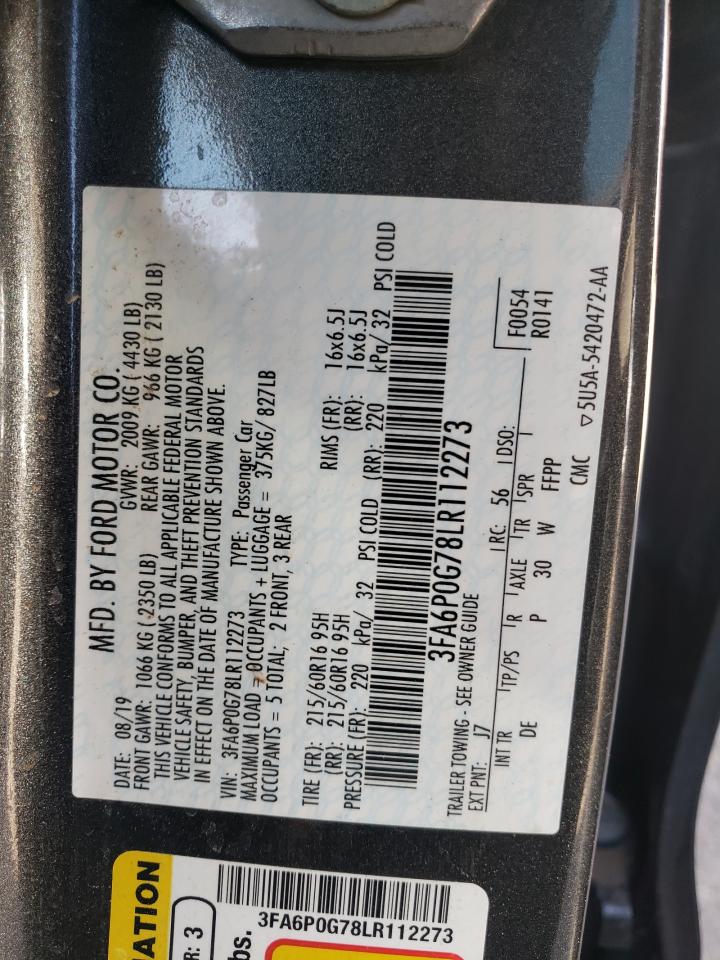 MFD. BY FORD MOTOR CO.
DATE: 08/19 GVWR: 2009 KG ( 4430 LB)
FRONT GAWR: 1066 KG ( 2350 LB) REAR GAWR: 966 KG ( 2130 LB)
THIS VEHICLE CONFORMS TO ALL APPLICABLE FEDERAL MOTOR
VEHICLE SAFETY, BUMPER, AND THEFT PREVENTION STANDARDS
IN EFFECT ON THE DATE OF MANUFACTURE SHOWN ABOVE.
VIN: 3FA6P0G78LR112273 TYPE: Passenger Car
MAXIMUM LOAD = OCCUPANTS + LUGGAGE = 375KG/ 827LB
OCCUPANTS = 5 TOTAL; 2 FRONT, 3 REAR
TIRE (FR): 215/60R16 95H RIMS (FR): 16x6.5J
(RR): 215/60R16 95H (RR): 16x6.5J
PRESSURE (FR): 220 kPa/ 32 PSI COLD (RR): 220 kPa/ 32 PSI COLD
3FA6P0G78LR112273
TRAILER TOWING - SEE OWNER GUIDE
EXT PNT: J7 RC: 56 DSO: F0054
R0141
INT TR TP/PS R AXLE TR SPR
DE P 30 W FFPP
CMC ▽5U5A-5420472-AA
NATION
R: 3
bs.
3FA6P0G78LR112273